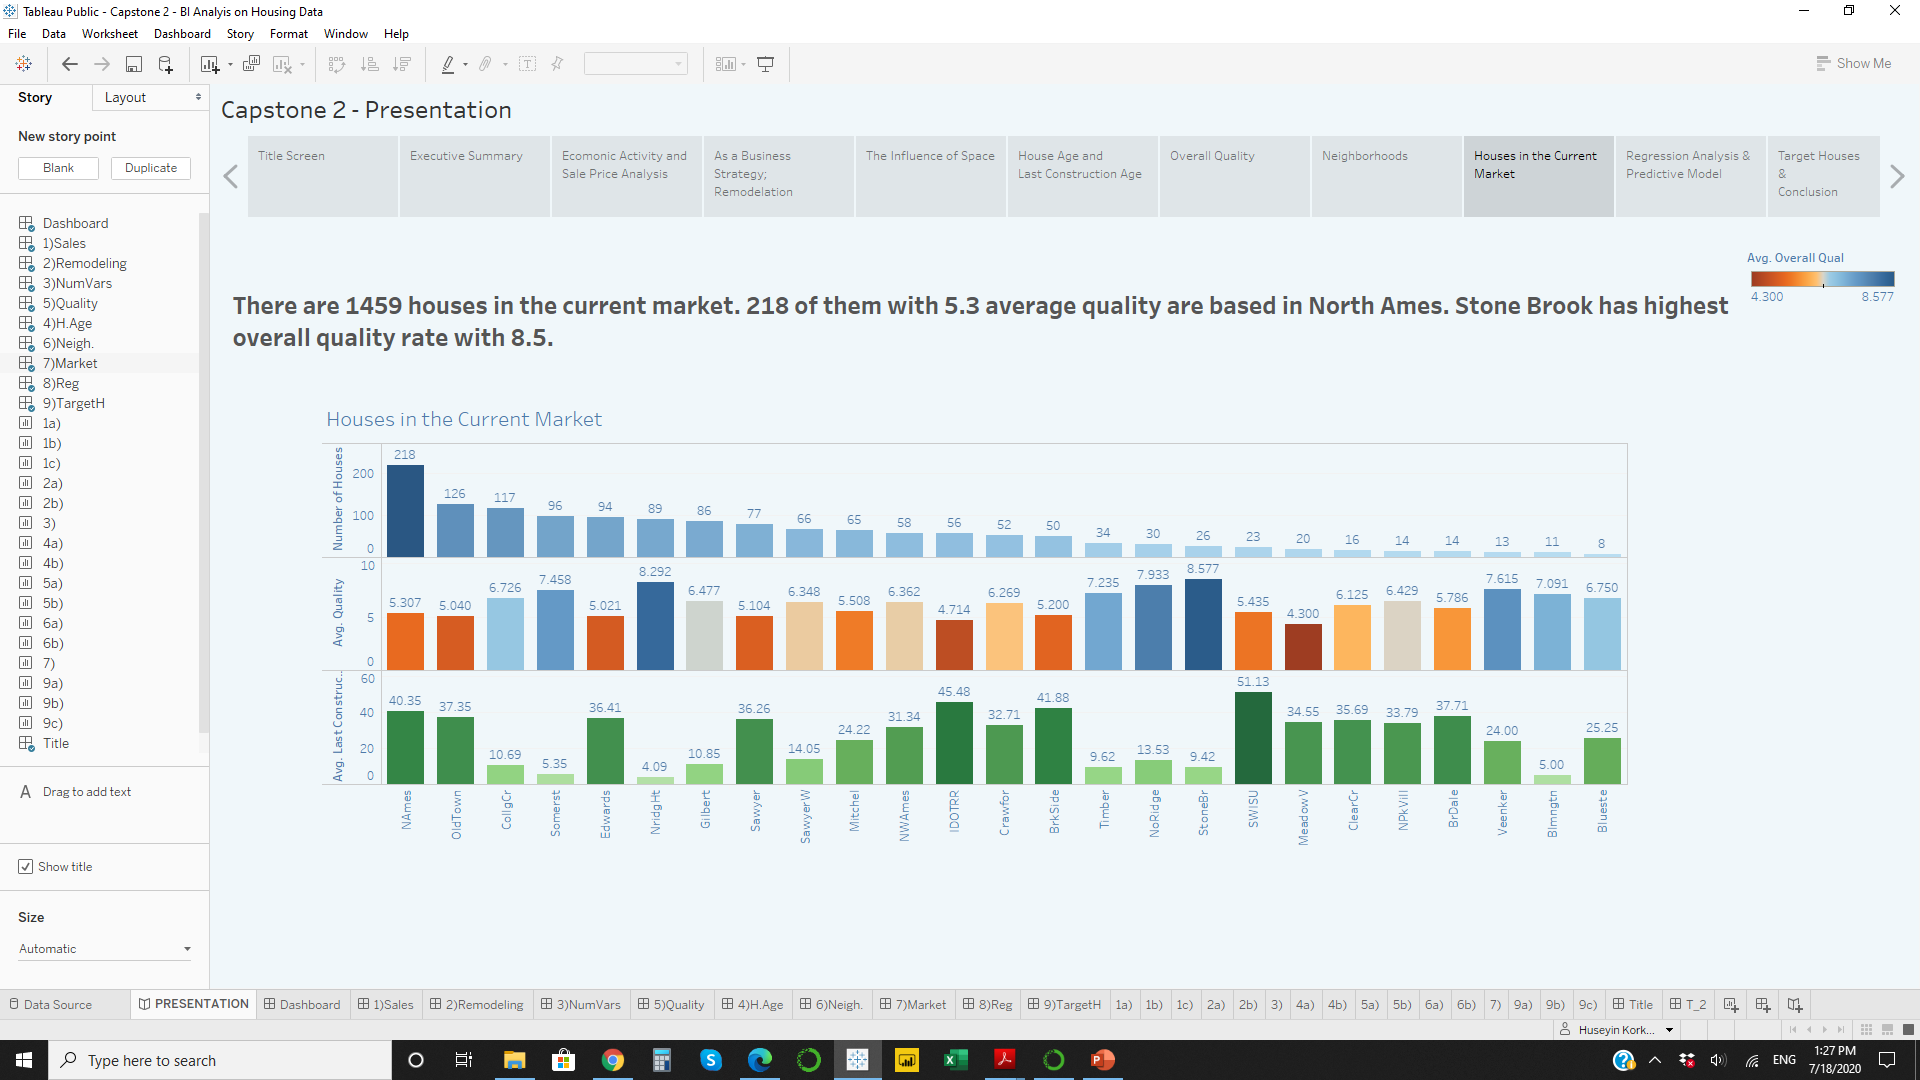 Tableau Public - Capstone 2 - BI Analyis on Housing Data
File Data Worksheet Dashboard Story Format Window Help
Show Me
Story Layout
New story point
Blank Duplicate
Dashboard
1)Sales
2)Remodeling
3)NumVars
5)Quality
4)H.Age
6)Neigh.
7)Market
8)Reg
9)TargetH
1a)
1b)
1c)
2a)
2b)
3)
4a)
4b)
5a)
5b)
6a)
6b)
7)
9a)
9b)
9c)
Title
A Drag to add text
Show title
Size
Automatic
Capstone 2 - Presentation
Title Screen
Executive Summary
Ecomonic Activity and
Sale Price Analysis
As a Business
Strategy;
Remodelation
The Influence of Space
House Age and
Last Construction Age
Overall Quality
Neighborhoods
Houses in the Current
Market
Regression Analysis &
Predictive Model
Target Houses
&
Conclusion
Avg. Overall Qual
4.300 8.577
There are 1459 houses in the current market. 218 of them with 5.3 average quality are based in North Ames. Stone Brook has highest
overall quality rate with 8.5.
Houses in the Current Market
Number of Houses
200
100
0
218 126 117 96 94 89 86 77 66 65 58 56 52 50 34 30 26 23 20 16 14 14 13 11 8
Avg. Quality
10
5
0
5.307 5.040 6.726 7.458 5.021 8.292 6.477 5.104 6.348 5.508 6.362 4.714 6.269 5.200 7.235 7.933 8.577 5.435 4.300 6.125 6.429 5.786 7.615 7.091 6.750
Avg. Last Construc..
60
40
20
0
40.35 37.35 10.69 5.35 36.41 4.09 10.85 36.26 14.05 24.22 31.34 45.48 32.71 41.88 9.62 13.53 9.42 51.13 34.55 35.69 33.79 37.71 24.00 5.00 25.25
NAmes OldTown CollgCr Somerst Edwards NridgHt Gilbert Sawyer SawyerW Mitchel NWAmes IDOTRR Crawfor BrkSide Timber NoRidge StoneBr SWISU MeadowV ClearCr NPkVill BrDale Veenker Blmngtn Blueste
Data Source PRESENTATION Dashboard 1)Sales 2)Remodeling 3)NumVars 5)Quality 4)H.Age 6)Neigh. 7)Market 8)Reg 9)TargetH 1a) 1b) 1c) 2a) 2b) 3) 4a) 4b) 5a) 5b) 6a) 6b) 7) 9a) 9b) 9c) Title T_2
Huseyin Kork...
Type here to search
ENG
1:27 PM
7/18/2020